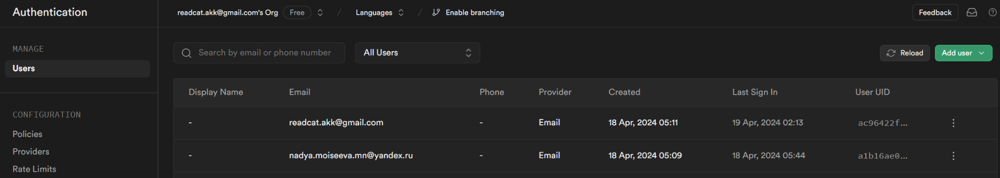 Authentication
readcat.akk@gmail.com's Org Free / Languages / Enable branching Feedback
MANAGE
Users
CONFIGURATION
Policies
Providers
Rate Limits
Search by email or phone number All Users Reload Add user
Display Name Email Phone Provider Created Last Sign In User UID
- readcat.akk@gmail.com - Email 18 Apr, 2024 05:11 19 Apr, 2024 02:13 ac96422f...
- nadya.moiseeva.mn@yandex.ru - Email 18 Apr, 2024 05:09 18 Apr, 2024 05:44 a1b16ae0...